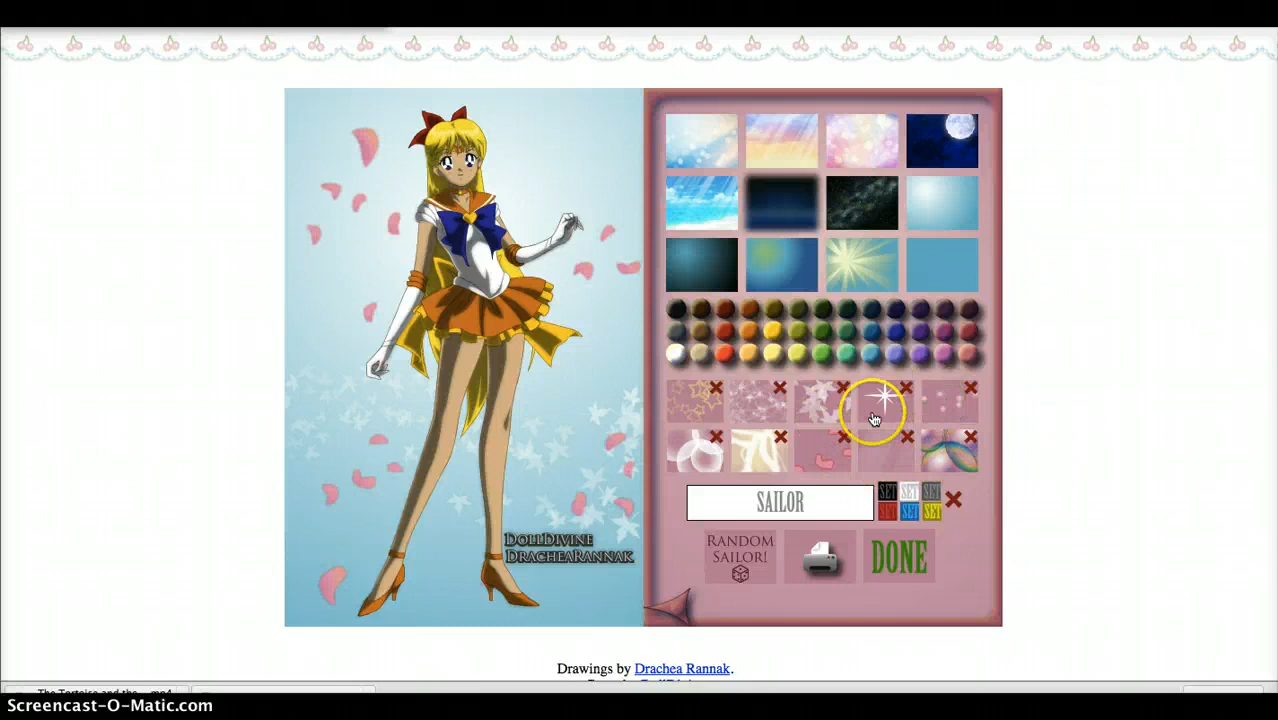 SAILOR
SET SET SET
SET SET SET
RANDOM
SAILOR!
DONE
DOLLDIVINE
DRACHEARANNAK
Drawings by Drachea Rannak.
Screencast-O-Matic.com